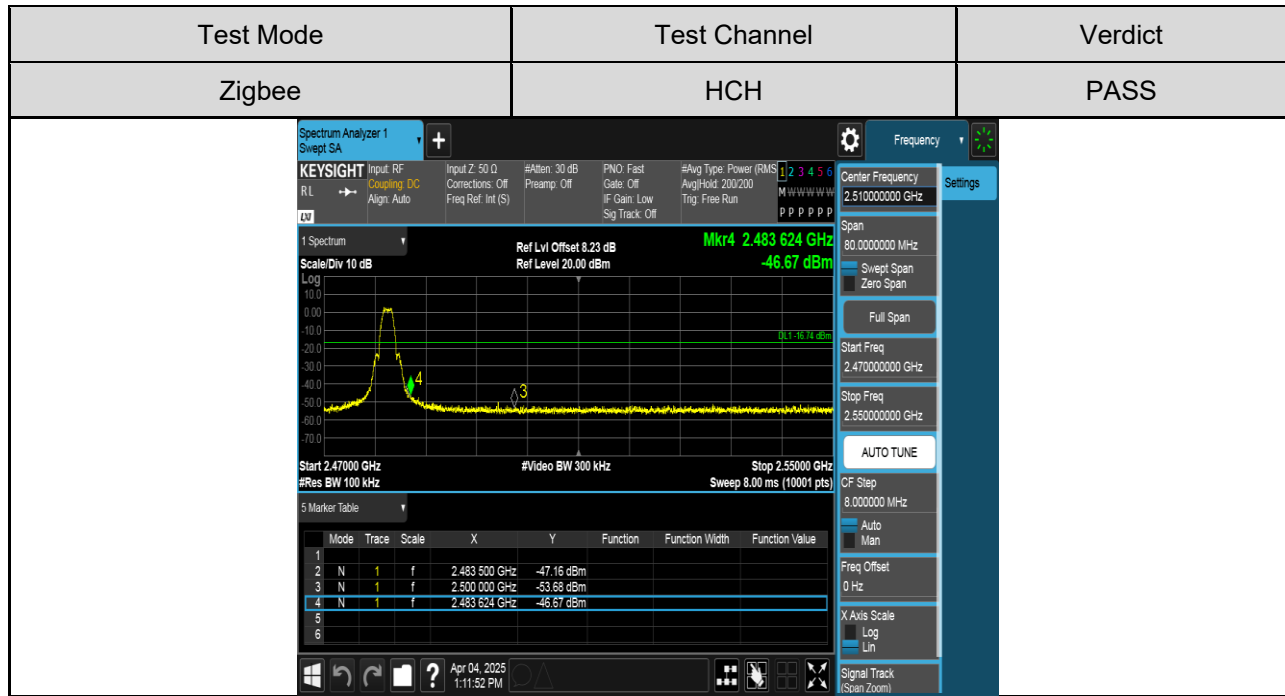 Test Mode Test Channel Verdict
Zigbee HCH PASS
Spectrum Analyzer 1
Swept SA
+
Frequency
KEYSIGHT Input: RF Input Z: 50 Ω #Atten: 30 dB PNO: Fast #Avg Type: Power (RMS 1 2 3 4 5 6
RL Coupling: DC Corrections: Off Preamp: Off Gate: Off Avg|Hold: 200/200 M W W W W W
Align: Auto Freq Ref: Int (S) IF Gain: Low Trig: Free Run
LXI Sig Track: Off P P P P P P
Center Frequency
2.510000000 GHz
Settings
1 Spectrum
Ref Lvl Offset 8.23 dB Mkr4 2.483 624 GHz
Scale/Div 10 dB Ref Level 20.00 dBm -46.67 dBm
Span
80.0000000 MHz
Swept Span
Zero Span
Full Span
Start Freq
2.470000000 GHz
Stop Freq
2.550000000 GHz
AUTO TUNE
CF Step
8.000000 MHz
Auto
Man
Freq Offset
0 Hz
X Axis Scale
Log
Lin
Signal Track
(Span Zoom)
Log
10.0
0.00
-10.0
DL1 -16.74 dBm
-20.0
-30.0
-40.0
4
3
-50.0
-60.0
-70.0
Start 2.47000 GHz #Video BW 300 kHz Stop 2.55000 GHz
#Res BW 100 kHz Sweep 8.00 ms (10001 pts)
5 Marker Table
Mode Trace Scale X Y Function Function Width Function Value
1
2 N 1 f 2.483 500 GHz -47.16 dBm
3 N 1 f 2.500 000 GHz -53.68 dBm
4 N 1 f 2.483 624 GHz -46.67 dBm
5
6
? Apr 04, 2025
1:11:52 PM